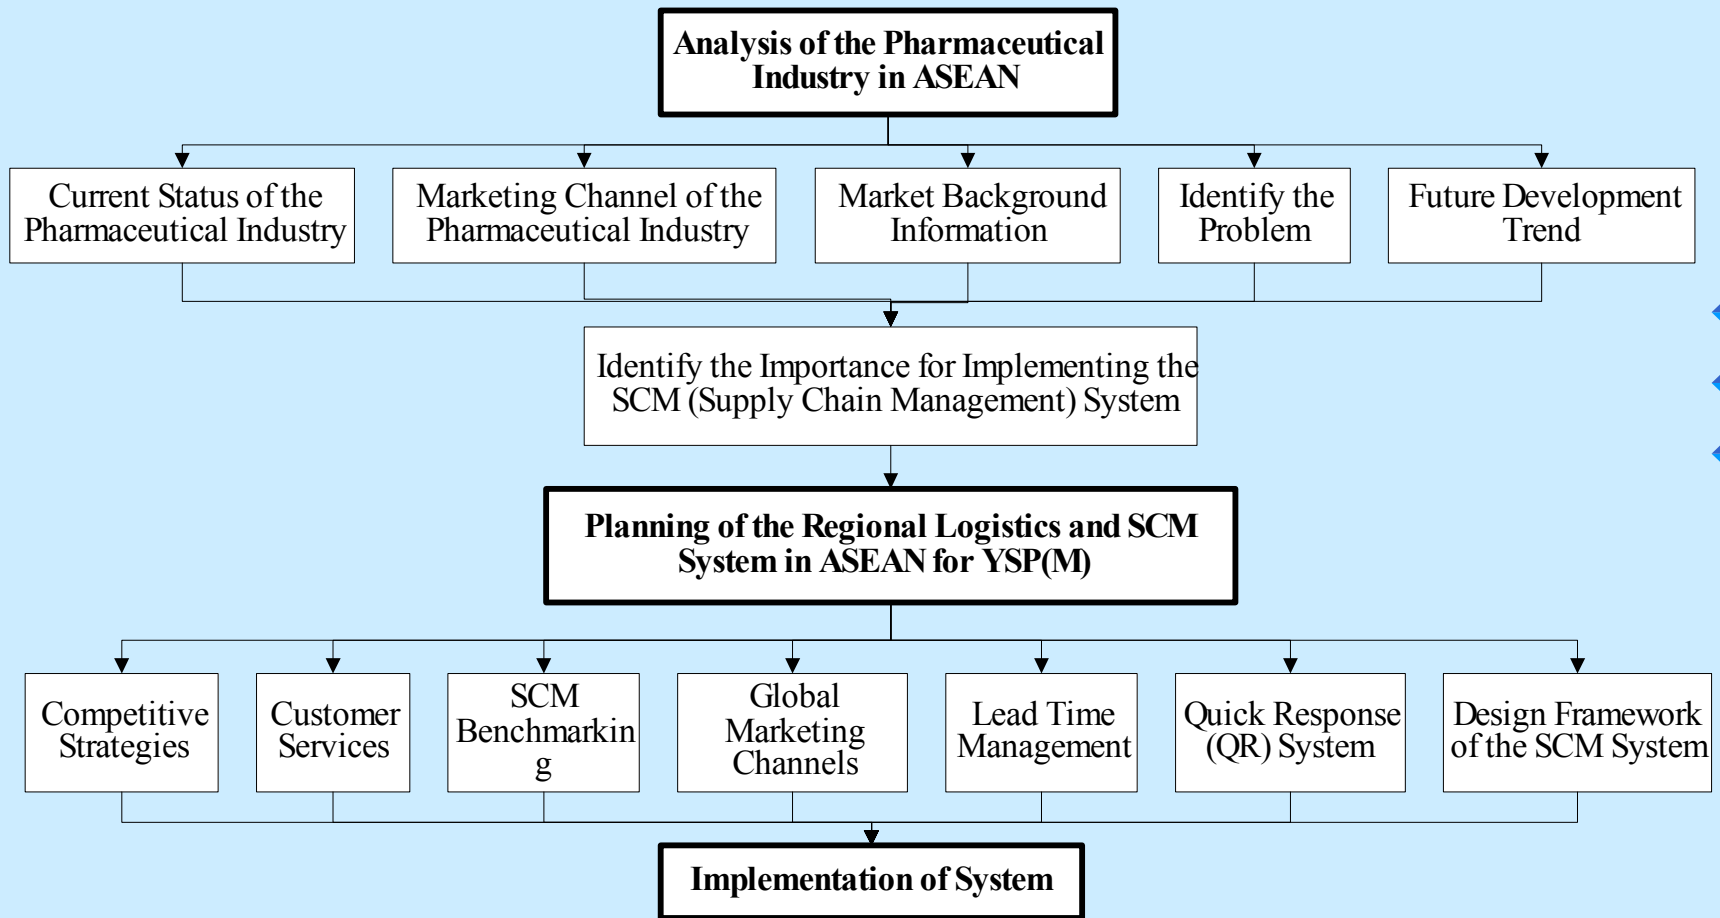 Analysis of the Pharmaceutical
Industry in ASEAN
Current Status of the
Pharmaceutical Industry
Marketing Channel of the
Pharmaceutical Industry
Market Background
Information
Identify the
Problem
Future Development
Trend
Identify the Importance for Implementing the
SCM (Supply Chain Management) System
Planning of the Regional Logistics and SCM
System in ASEAN for YSP(M)
Competitive
Strategies
Customer
Services
SCM
Benchmarkin
g
Global
Marketing
Channels
Lead Time
Management
Quick Response
(QR) System
Design Framework
of the SCM System
Implementation of System